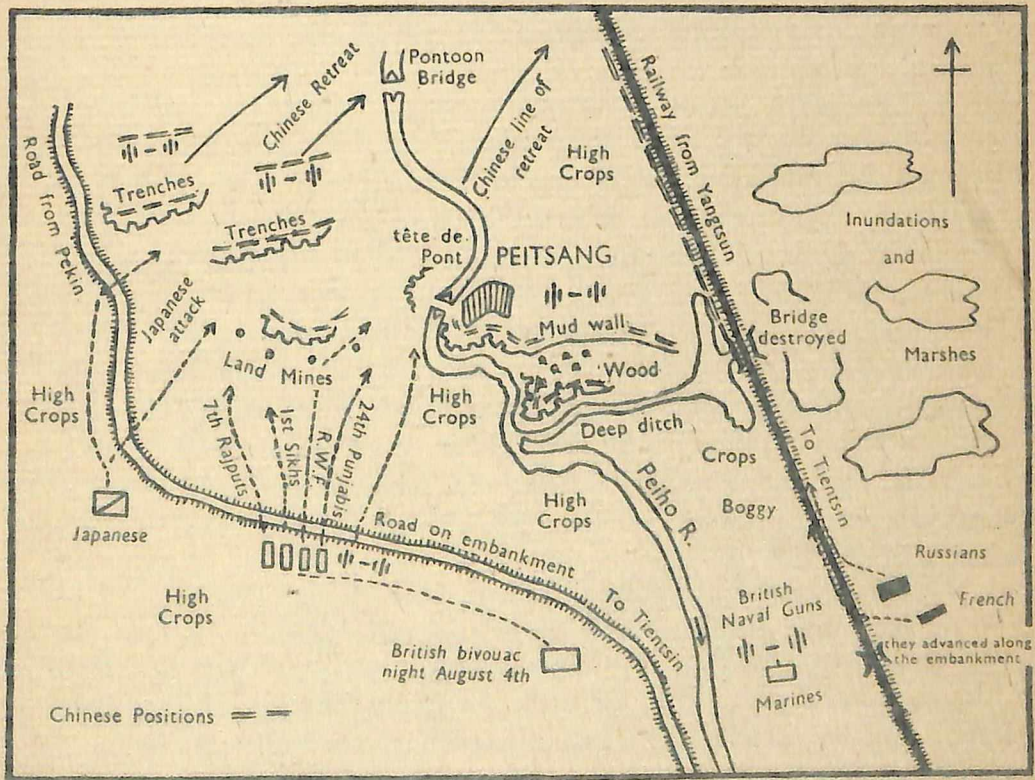 Pontoon
Bridge
Chinese Retreat
Chinese line of
retreat
Railway from Yangtsun
High
Crops
Road from Pekin
Trenches
Trenches
Inundations
and
Marshes
tête de
Pont
PEITSANG
Japanese
attack
Mud wall
Bridge
destroyed
Land Mines
Wood
High
Crops
High
Crops
7th Rajputs
1st Sikhs
R.W.F.
24th Punjabis
Deep ditch
Crops
To Tientsin
High
Crops
Peiho R.
Boggy
Japanese
Road on embankment
Russians
French
High
Crops
To Tientsin
British
Naval Guns
they advanced along
the embankment
British bivouac
night August 4th
Marines
Chinese Positions